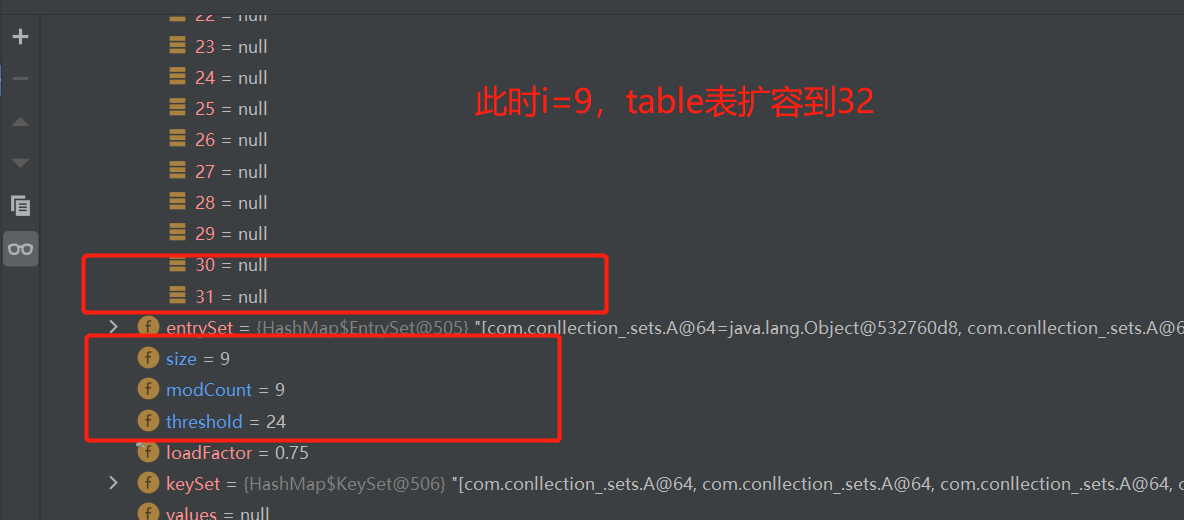 22 = null
23 = null
24 = null
此时i=9，table表扩容到32
25 = null
26 = null
27 = null
28 = null
29 = null
30 = null
31 = null
f entrySet = {HashMap$EntrySet@505} "[com.conllection_.sets.A@64=java.lang.Object@532760d8, com.conllection_.sets.A@6
f size = 9
f modCount = 9
f threshold = 24
f loadFactor = 0.75
f keySet = {HashMap$KeySet@506} "[com.conllection_.sets.A@64, com.conllection_.sets.A@64, com.conllection_.sets.A@64, c
f values = null